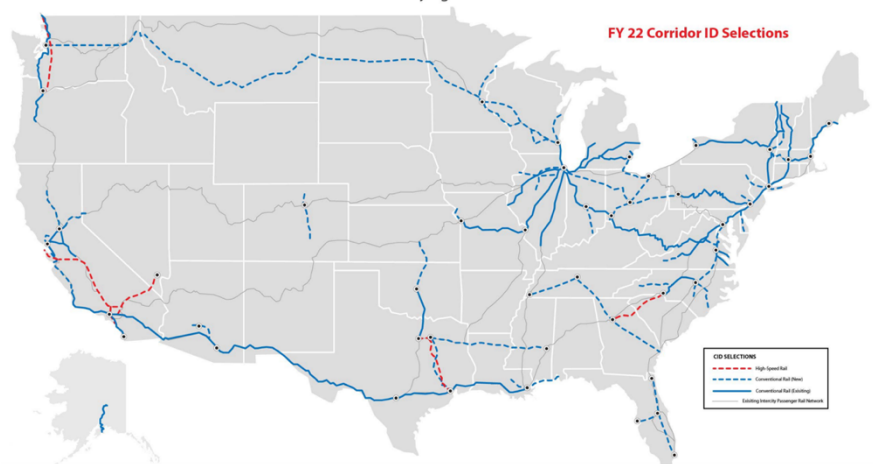 FY 22 Corridor ID Selections
CID SELECTIONS
High-Speed Rail
Conventional Rail (New)
Conventional Rail (Existing)
Existing Intercity Passenger Rail Network